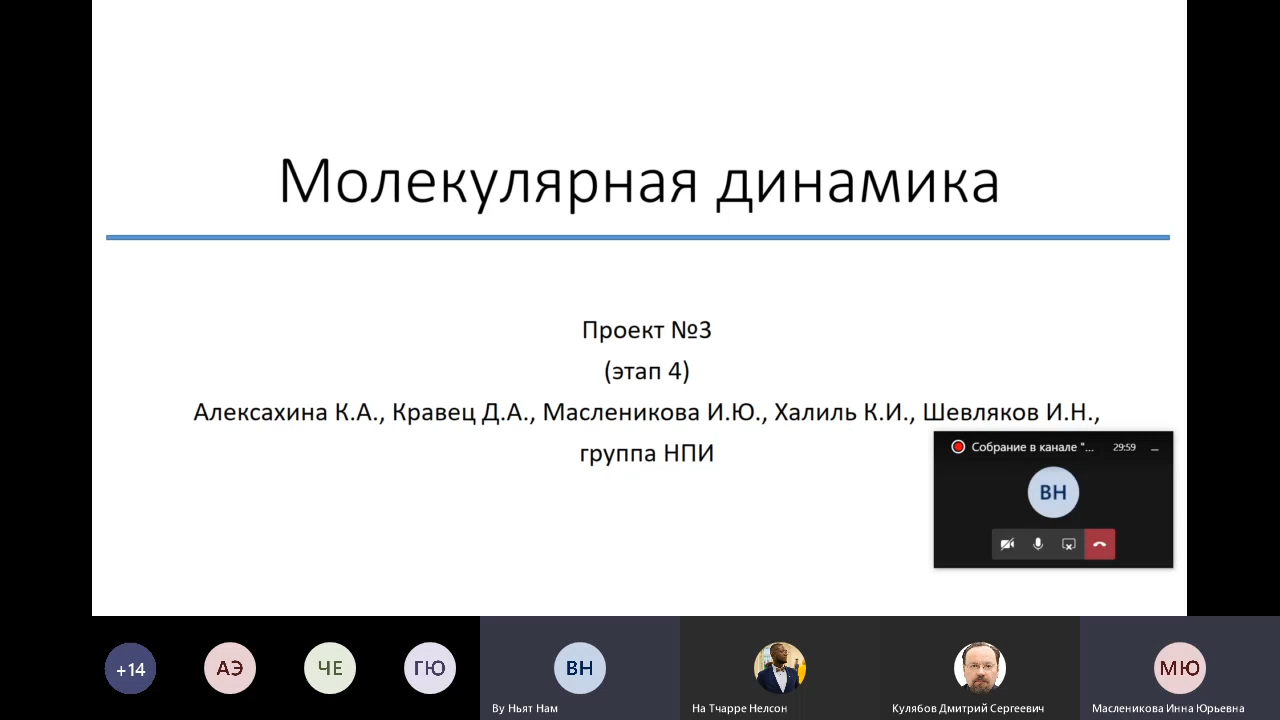 Молекулярная динамика
Проект №3
(этап 4)
Алексахина К.А., Кравец Д.А., Масленикова И.Ю., Халиль К.И., Шевляков И.Н.,
группа НПИ
Собрание в канале "... 29:59
ВН
+14
АЭ
ЧЕ
ГЮ
ВН
МЮ
Ву Ньят Нам
На Тчарре Нелсон
Кулябов Дмитрий Сергеевич
Масленикова Инна Юрьевна